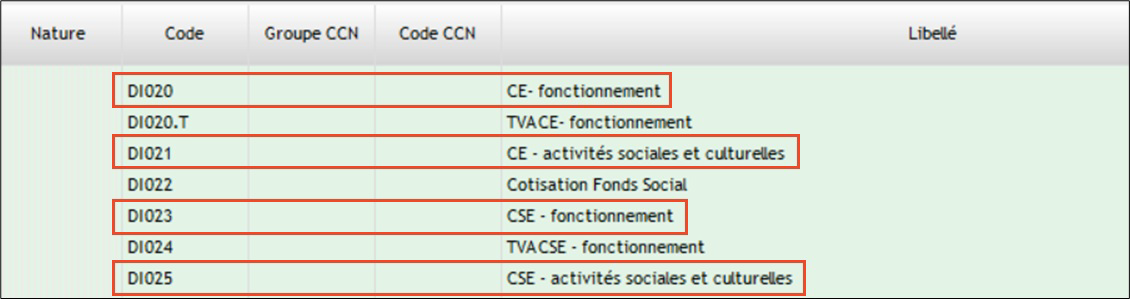 Nature Code Groupe CCN Code CCN Libellé
DI020 CE- fonctionnement
DI020.T TVACE- fonctionnement
DI021 CE - activités sociales et culturelles
DI022 Cotisation Fonds Social
DI023 CSE - fonctionnement
DI024 TVACSE - fonctionnement
DI025 CSE - activités sociales et culturelles